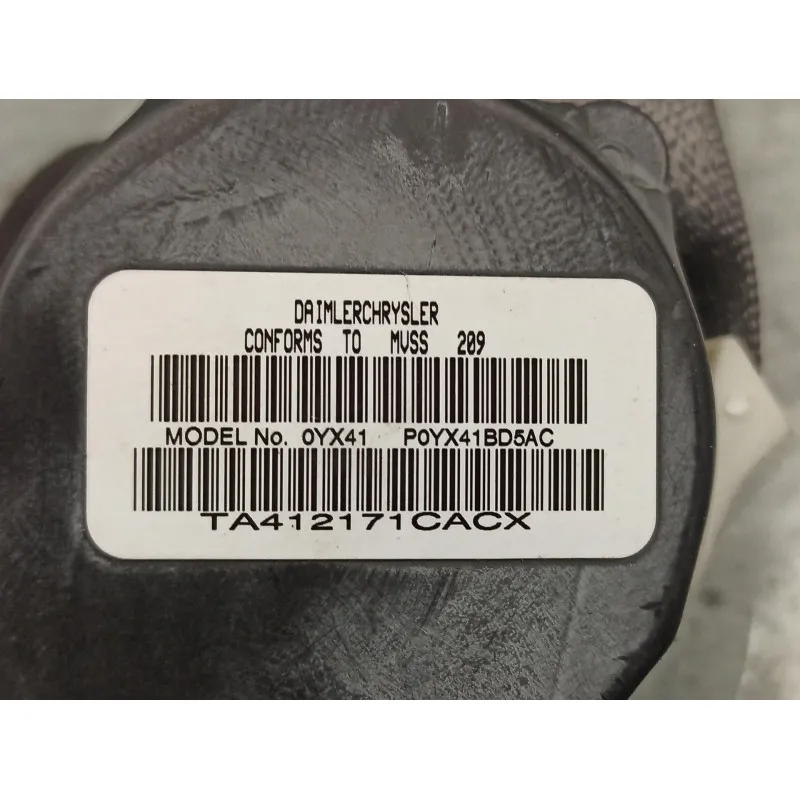 DAIMLERCHRYSLER
CONFORMS TO MVSS 209
MODEL No. 0YX41 P0YX41BD5AC
TA412171CACX